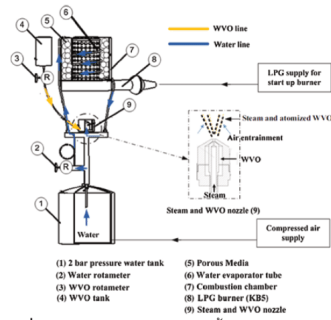 5
6
4
WVO line
Water line
7
3
R
8
LPG supply for
start up burner
9
Steam and atomized WVO
Air entrainment
WVO
2
R
Steam
Steam and WVO nozzle (9)
1
Water
Compressed air
supply
(1) 2 bar pressure water tank
(5) Porous Media
(2) Water rotameter
(6) Water evaporator tube
(3) WVO rotameter
(7) Combustion chamber
(4) WVO tank
(8) LPG burner (KB5)
(9) Steam and WVO nozzle